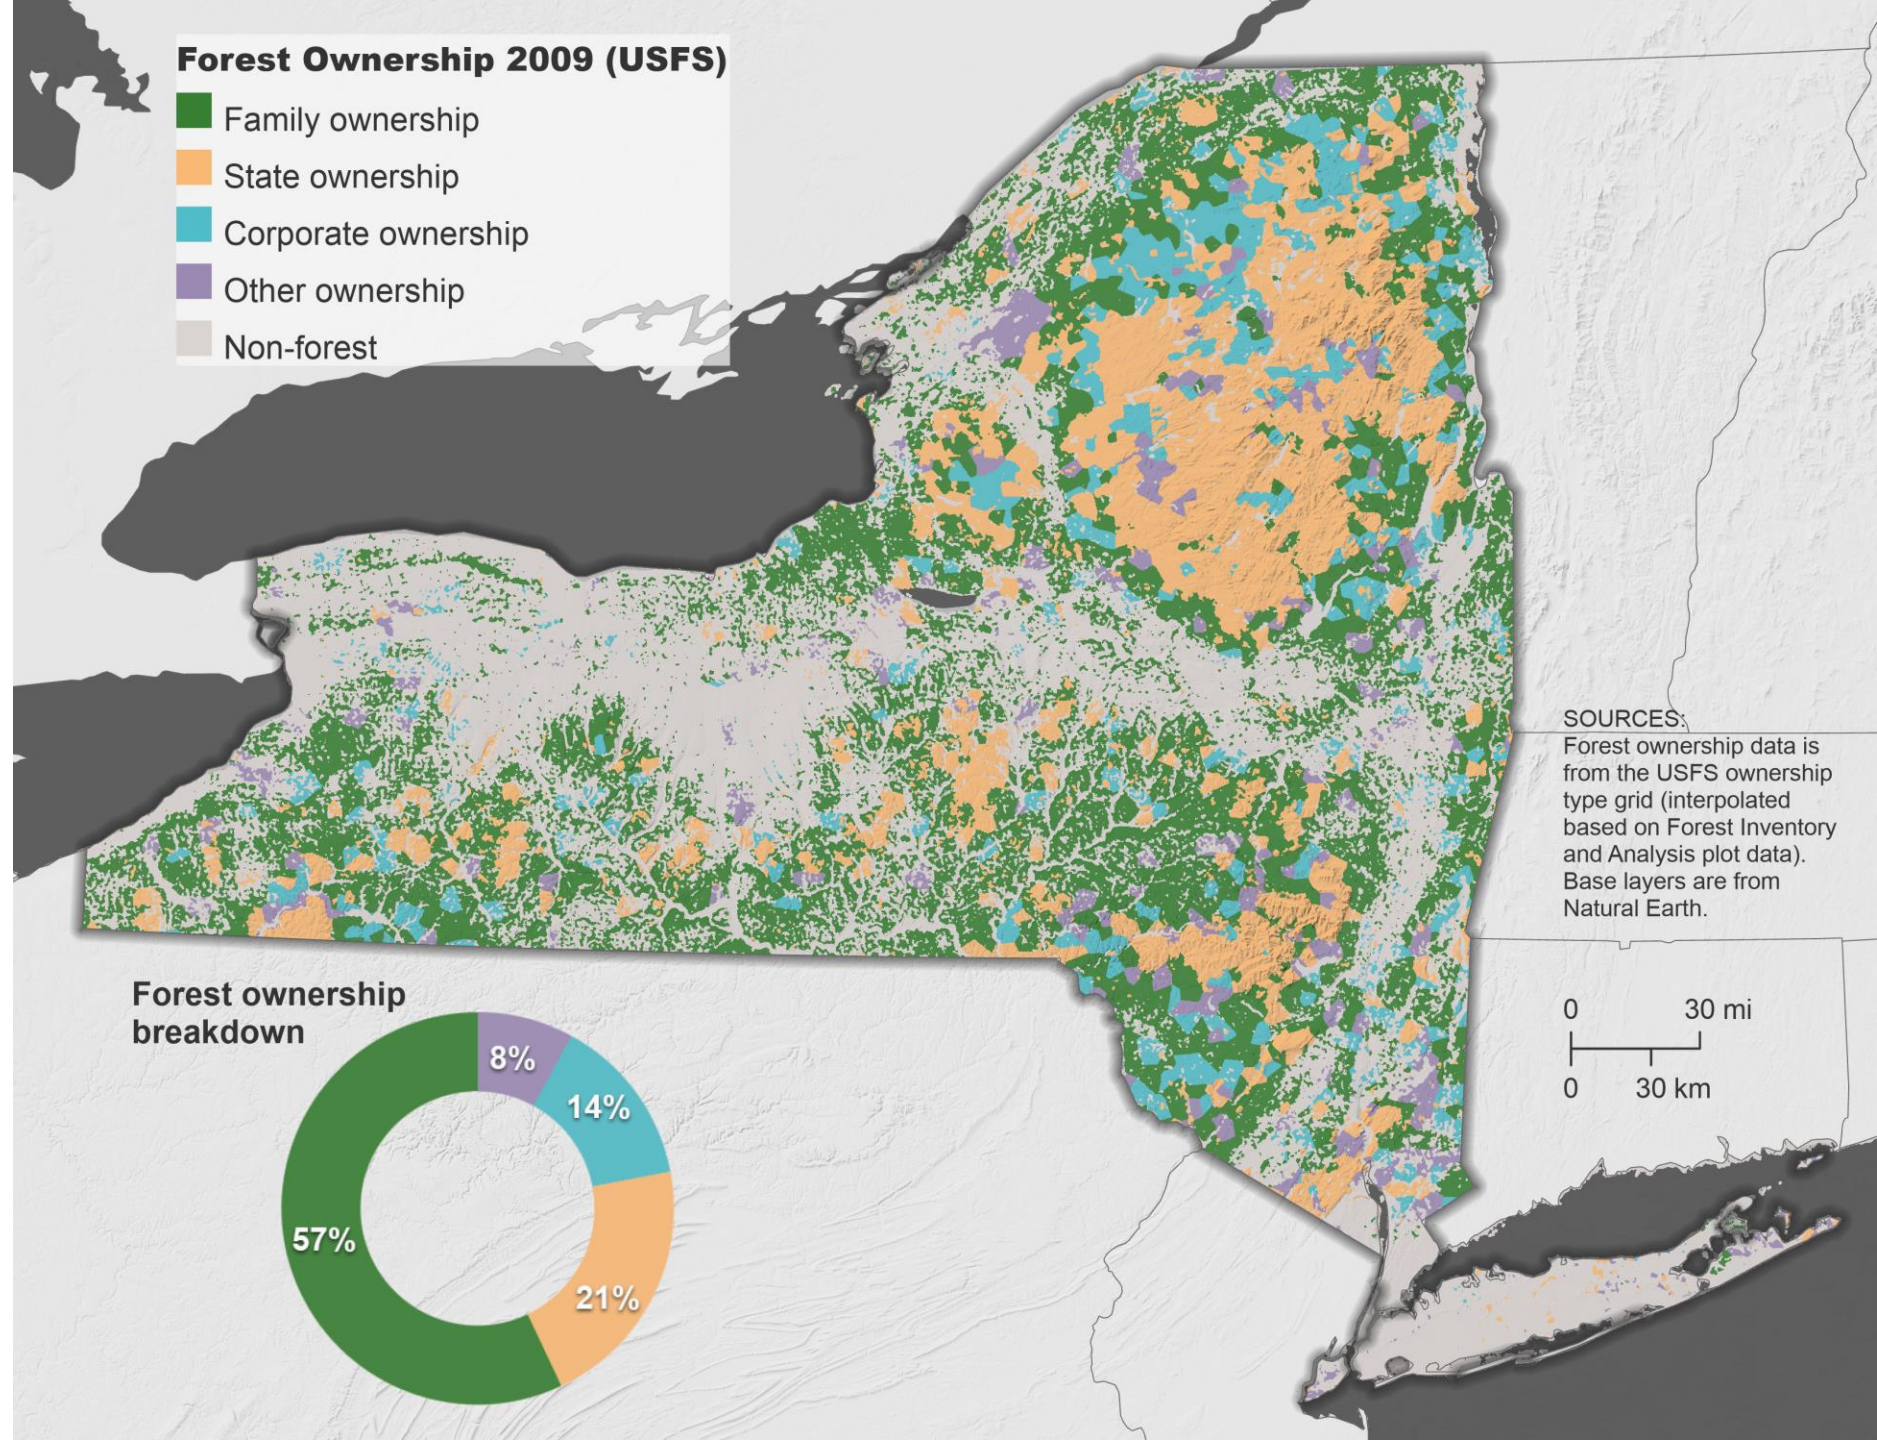 Forest Ownership 2009 (USFS)
Family ownership
State ownership
Corporate ownership
Other ownership
Non-forest
SOURCES:
Forest ownership data is
from the USFS ownership
type grid (interpolated
based on Forest Inventory
and Analysis plot data).
Base layers are from
Natural Earth.
0 30 mi
0 30 km
Forest ownership
breakdown
8%
14%
57%
21%